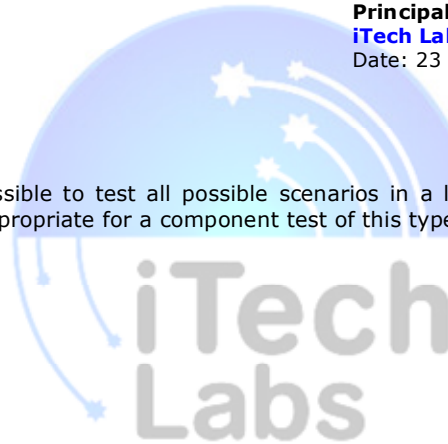 Principal
iTech La
Date: 23
ssible to test all possible scenarios in a l
propriate for a component test of this type
iTech
Labs